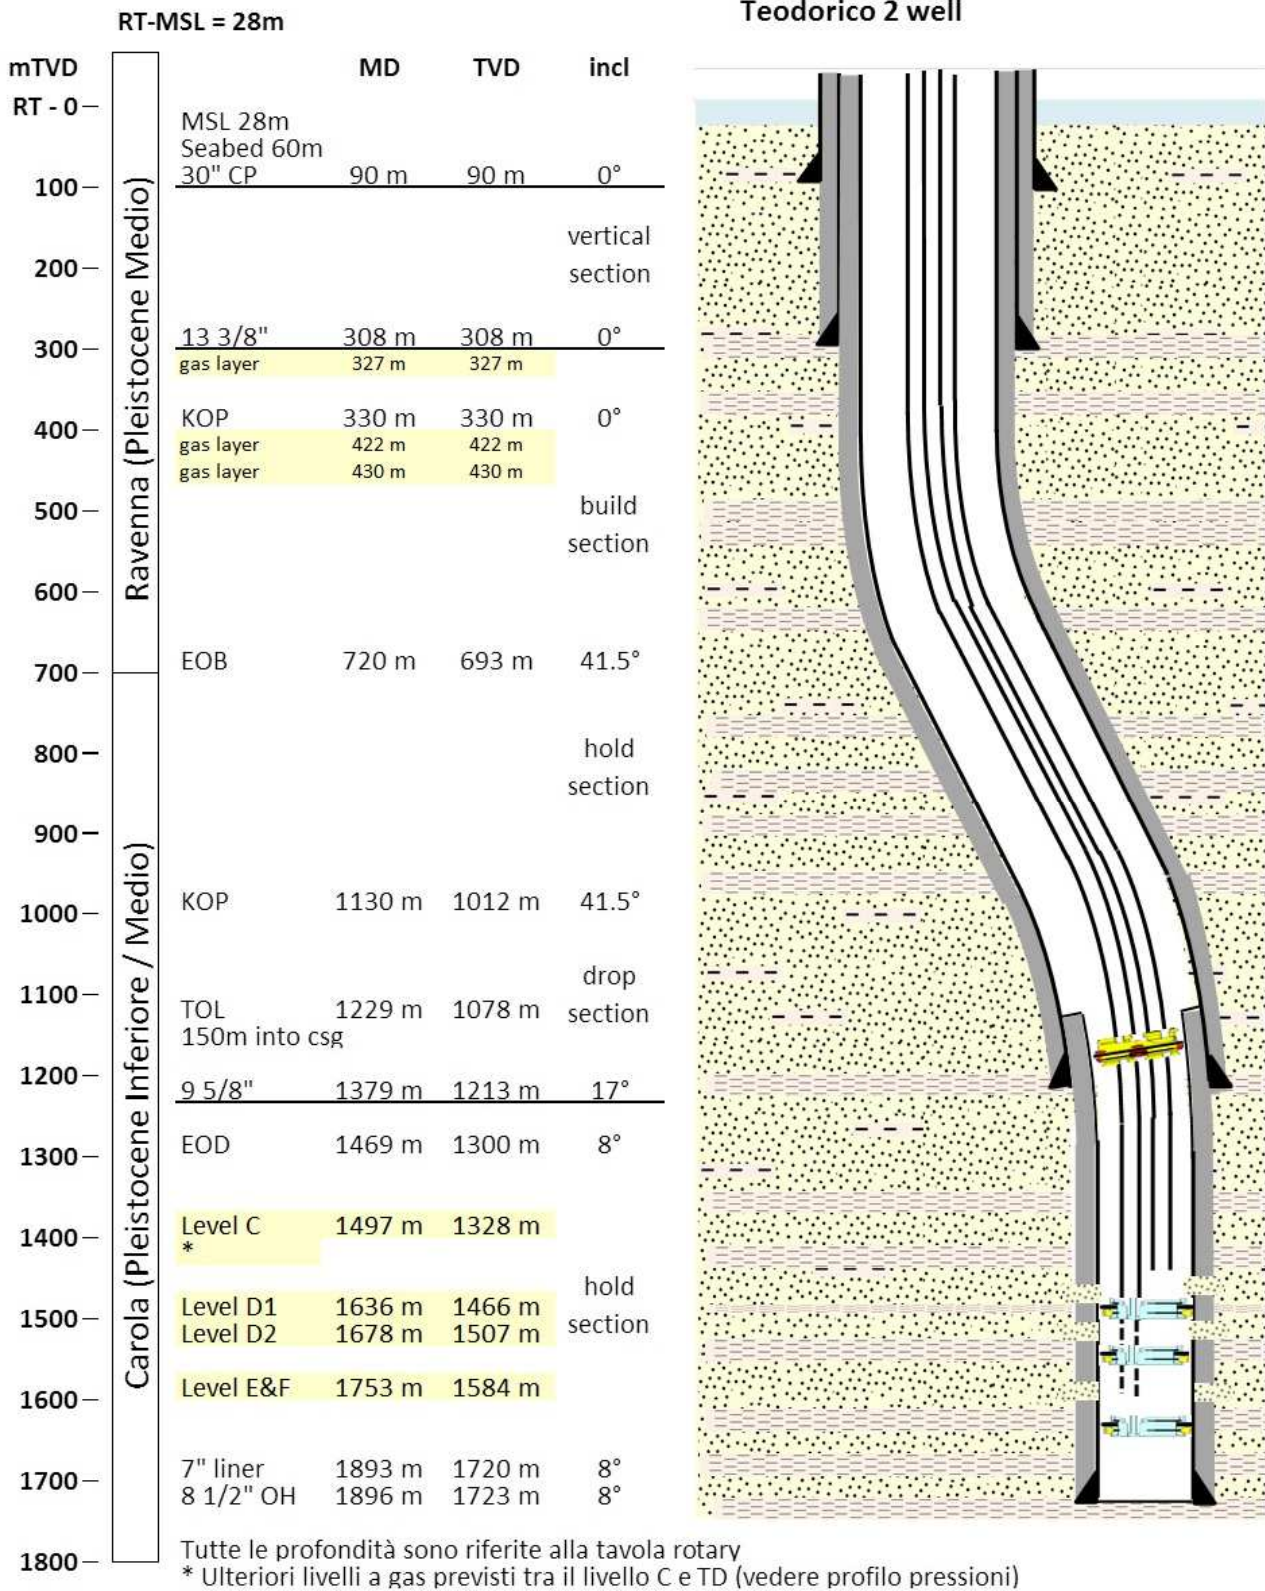 RT-MSL = 28m
Teodorico 2 well
mTVD MD TVD incl
RT - 0
MSL 28m
Seabed 60m
30" CP 90 m 90 m 0°
100
vertical
200
section
13 3/8" 308 m 308 m 0°
300
gas layer 327 m 327 m
KOP 330 m 330 m 0°
400
gas layer 422 m 422 m
gas layer 430 m 430 m
500
build
section
600
Ravenna (Pleistocene Medio)
EOB 720 m 693 m 41.5°
700
800
hold
section
900
KOP 1130 m 1012 m 41.5°
1000
drop
1100
TOL 1229 m 1078 m section
150m into csg
1200
9 5/8" 1379 m 1213 m 17°
EOD 1469 m 1300 m 8°
1300
Carola (Pleistocene Inferiore / Medio)
Level C 1497 m 1328 m
1400
*
hold
Level D1 1636 m 1466 m
1500
section
Level D2 1678 m 1507 m
Level E&F 1753 m 1584 m
1600
7" liner 1893 m 1720 m 8°
1700
8 1/2" OH 1896 m 1723 m 8°
1800
Tutte le profondità sono riferite alla tavola rotary
* Ulteriori livelli a gas previsti tra il livello C e TD (vedere profilo pressioni)